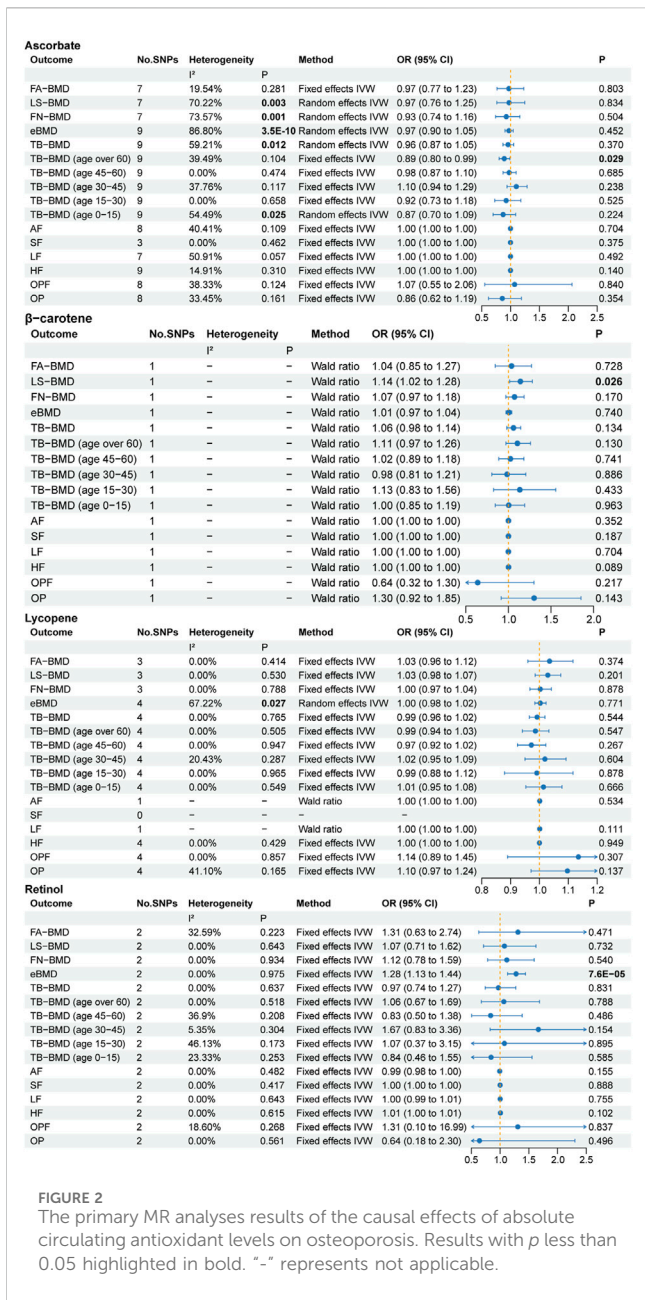 Ascorbate
Outcome No.SNPs Heterogeneity Method OR (95% CI) P
I² P
FA-BMD 7 19.54% 0.281 Fixed effects IVW 0.97 (0.77 to 1.23) 0.803
LS-BMD 7 70.22% 0.003 Random effects IVW 0.97 (0.76 to 1.25) 0.834
FN-BMD 7 73.57% 0.001 Random effects IVW 0.93 (0.74 to 1.16) 0.504
eBMD 9 86.80% 3.5E-10 Random effects IVW 0.97 (0.90 to 1.05) 0.452
TB-BMD 9 59.21% 0.012 Random effects IVW 0.96 (0.87 to 1.05) 0.370
TB-BMD (age over 60) 9 39.49% 0.104 Fixed effects IVW 0.89 (0.80 to 0.99) 0.029
TB-BMD (age 45-60) 9 0.00% 0.474 Fixed effects IVW 0.98 (0.87 to 1.10) 0.685
TB-BMD (age 30-45) 9 37.76% 0.117 Fixed effects IVW 1.10 (0.94 to 1.29) 0.238
TB-BMD (age 15-30) 9 0.00% 0.658 Fixed effects IVW 0.92 (0.73 to 1.18) 0.525
TB-BMD (age 0-15) 9 54.49% 0.025 Random effects IVW 0.87 (0.70 to 1.09) 0.224
AF 8 40.41% 0.109 Fixed effects IVW 1.00 (1.00 to 1.00) 0.704
SF 3 0.00% 0.462 Fixed effects IVW 1.00 (1.00 to 1.00) 0.375
LF 7 50.91% 0.057 Fixed effects IVW 1.00 (1.00 to 1.00) 0.492
HF 9 14.91% 0.310 Fixed effects IVW 1.00 (1.00 to 1.00) 0.140
OPF 8 38.33% 0.124 Fixed effects IVW 1.07 (0.55 to 2.06) 0.840
OP 8 33.45% 0.161 Fixed effects IVW 0.86 (0.62 to 1.19) 0.354
0.5 1.0 1.5 2.0 2.5
β-carotene
Outcome No.SNPs Heterogeneity Method OR (95% CI) P
I² P
FA-BMD 1 – – Wald ratio 1.04 (0.85 to 1.27) 0.728
LS-BMD 1 – – Wald ratio 1.14 (1.02 to 1.28) 0.026
FN-BMD 1 – – Wald ratio 1.07 (0.97 to 1.18) 0.170
eBMD 1 – – Wald ratio 1.01 (0.97 to 1.04) 0.740
TB-BMD 1 – – Wald ratio 1.06 (0.98 to 1.14) 0.134
TB-BMD (age over 60) 1 – – Wald ratio 1.11 (0.97 to 1.26) 0.130
TB-BMD (age 45-60) 1 – – Wald ratio 1.02 (0.89 to 1.18) 0.741
TB-BMD (age 30-45) 1 – – Wald ratio 0.98 (0.81 to 1.21) 0.886
TB-BMD (age 15-30) 1 – – Wald ratio 1.13 (0.83 to 1.56) 0.433
TB-BMD (age 0-15) 1 – – Wald ratio 1.00 (0.85 to 1.19) 0.963
AF 1 – – Wald ratio 1.00 (1.00 to 1.00) 0.352
SF 1 – – Wald ratio 1.00 (1.00 to 1.00) 0.187
LF 1 – – Wald ratio 1.00 (1.00 to 1.00) 0.704
HF 1 – – Wald ratio 1.00 (1.00 to 1.00) 0.089
OPF 1 – – Wald ratio 0.64 (0.32 to 1.30) 0.217
OP 1 – – Wald ratio 1.30 (0.92 to 1.85) 0.143
0.5 1.0 1.5 2.0
Lycopene
Outcome No.SNPs Heterogeneity Method OR (95% CI) P
I² P
FA-BMD 3 0.00% 0.414 Fixed effects IVW 1.03 (0.96 to 1.12) 0.374
LS-BMD 3 0.00% 0.530 Fixed effects IVW 1.03 (0.98 to 1.07) 0.201
FN-BMD 3 0.00% 0.788 Fixed effects IVW 1.00 (0.97 to 1.04) 0.878
eBMD 4 67.22% 0.027 Random effects IVW 1.00 (0.98 to 1.02) 0.771
TB-BMD 4 0.00% 0.765 Fixed effects IVW 0.99 (0.96 to 1.02) 0.544
TB-BMD (age over 60) 4 0.00% 0.505 Fixed effects IVW 0.99 (0.94 to 1.03) 0.547
TB-BMD (age 45-60) 4 0.00% 0.947 Fixed effects IVW 0.97 (0.92 to 1.02) 0.267
TB-BMD (age 30-45) 4 20.43% 0.287 Fixed effects IVW 1.02 (0.95 to 1.09) 0.604
TB-BMD (age 15-30) 4 0.00% 0.965 Fixed effects IVW 0.99 (0.88 to 1.12) 0.878
TB-BMD (age 0-15) 4 0.00% 0.549 Fixed effects IVW 1.01 (0.95 to 1.08) 0.666
AF 1 – – Wald ratio 1.00 (1.00 to 1.00) 0.534
SF 0 – – – –
LF 1 – – Wald ratio 1.00 (1.00 to 1.00) 0.111
HF 4 0.00% 0.429 Fixed effects IVW 1.00 (1.00 to 1.00) 0.949
OPF 4 0.00% 0.857 Fixed effects IVW 1.14 (0.89 to 1.45) 0.307
OP 4 41.10% 0.165 Fixed effects IVW 1.10 (0.97 to 1.24) 0.137
0.8 0.9 1.0 1.1 1.2
Retinol
Outcome No.SNPs Heterogeneity Method OR (95% CI) P
I² P
FA-BMD 2 32.59% 0.223 Fixed effects IVW 1.31 (0.63 to 2.74) 0.471
LS-BMD 2 0.00% 0.643 Fixed effects IVW 1.07 (0.71 to 1.62) 0.732
FN-BMD 2 0.00% 0.934 Fixed effects IVW 1.12 (0.78 to 1.59) 0.540
eBMD 2 0.00% 0.975 Fixed effects IVW 1.28 (1.13 to 1.44) 7.6E-05
TB-BMD 2 0.00% 0.637 Fixed effects IVW 0.97 (0.74 to 1.27) 0.831
TB-BMD (age over 60) 2 0.00% 0.518 Fixed effects IVW 1.06 (0.67 to 1.69) 0.788
TB-BMD (age 45-60) 2 36.9% 0.208 Fixed effects IVW 0.83 (0.50 to 1.38) 0.486
TB-BMD (age 30-45) 2 5.35% 0.304 Fixed effects IVW 1.67 (0.83 to 3.36) 0.154
TB-BMD (age 15-30) 2 46.13% 0.173 Fixed effects IVW 1.07 (0.37 to 3.15) 0.895
TB-BMD (age 0-15) 2 23.33% 0.253 Fixed effects IVW 0.84 (0.46 to 1.55) 0.585
AF 2 0.00% 0.482 Fixed effects IVW 0.99 (0.98 to 1.00) 0.155
SF 2 0.00% 0.417 Fixed effects IVW 1.00 (1.00 to 1.00) 0.888
LF 2 0.00% 0.643 Fixed effects IVW 1.00 (0.99 to 1.01) 0.755
HF 2 0.00% 0.615 Fixed effects IVW 1.01 (1.00 to 1.01) 0.102
OPF 2 18.60% 0.268 Fixed effects IVW 1.31 (0.10 to 16.99) 0.837
OP 2 0.00% 0.561 Fixed effects IVW 0.64 (0.18 to 2.30) 0.496
0.5 1.0 1.5 2.0 2.5
FIGURE 2
The primary MR analyses results of the causal effects of absolute
circulating antioxidant levels on osteoporosis. Results with p less than
0.05 highlighted in bold. “-” represents not applicable.